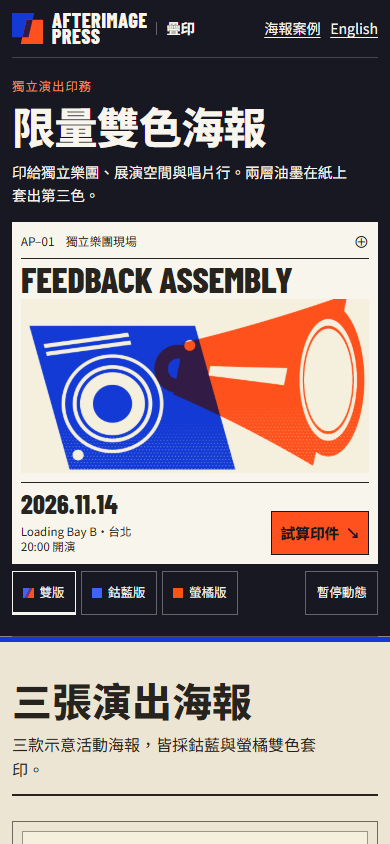 AFTERIMAGE
PRESS
疊印
海報案例
English
獨立演出印務
限量雙色海報
印給獨立樂團、展演空間與唱片行。兩層油墨在紙上
套出第三色。
AP–01 獨立樂團現場
FEEDBACK ASSEMBLY
2026.11.14
Loading Bay B・台北
20:00 開演
試算印件 ↘
雙版
鈷藍版
螢橘版
暫停動態
三張演出海報
三款示意活動海報，皆採鈷藍與螢橘雙色套
印。